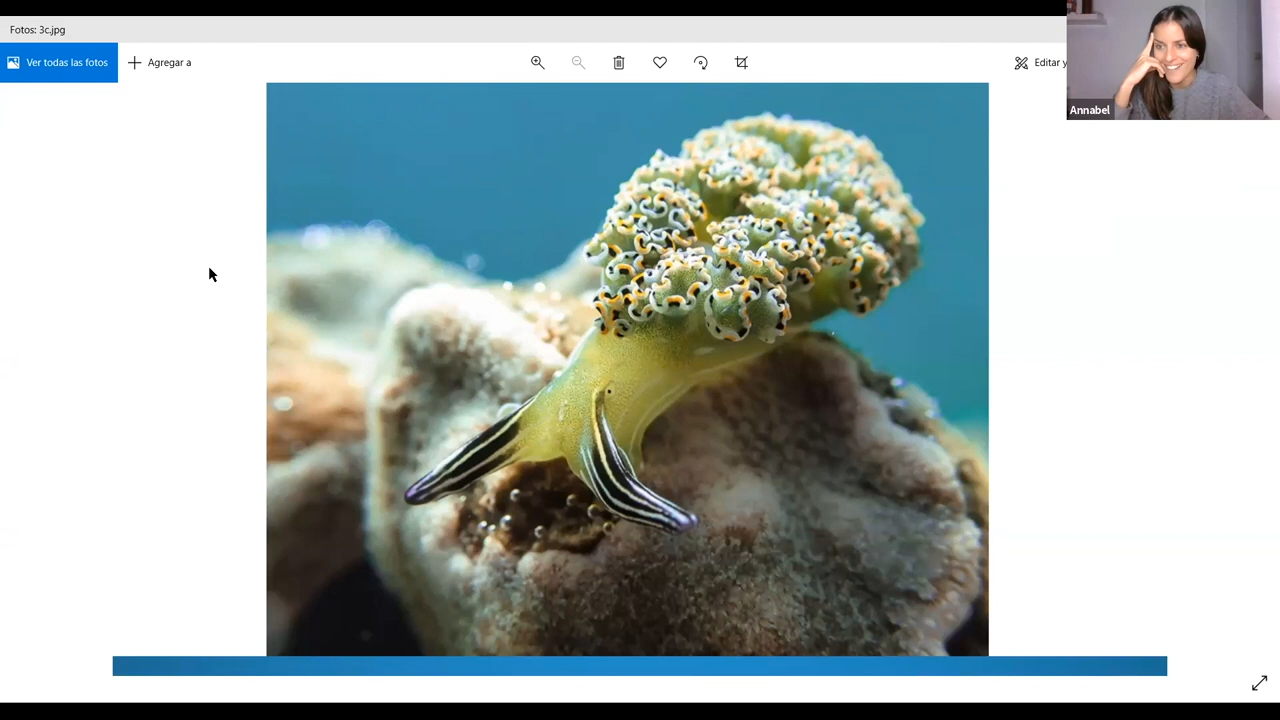 Fotos: 3c.jpg
Ver todas las fotos
Agregar a
Editar y
Annabel